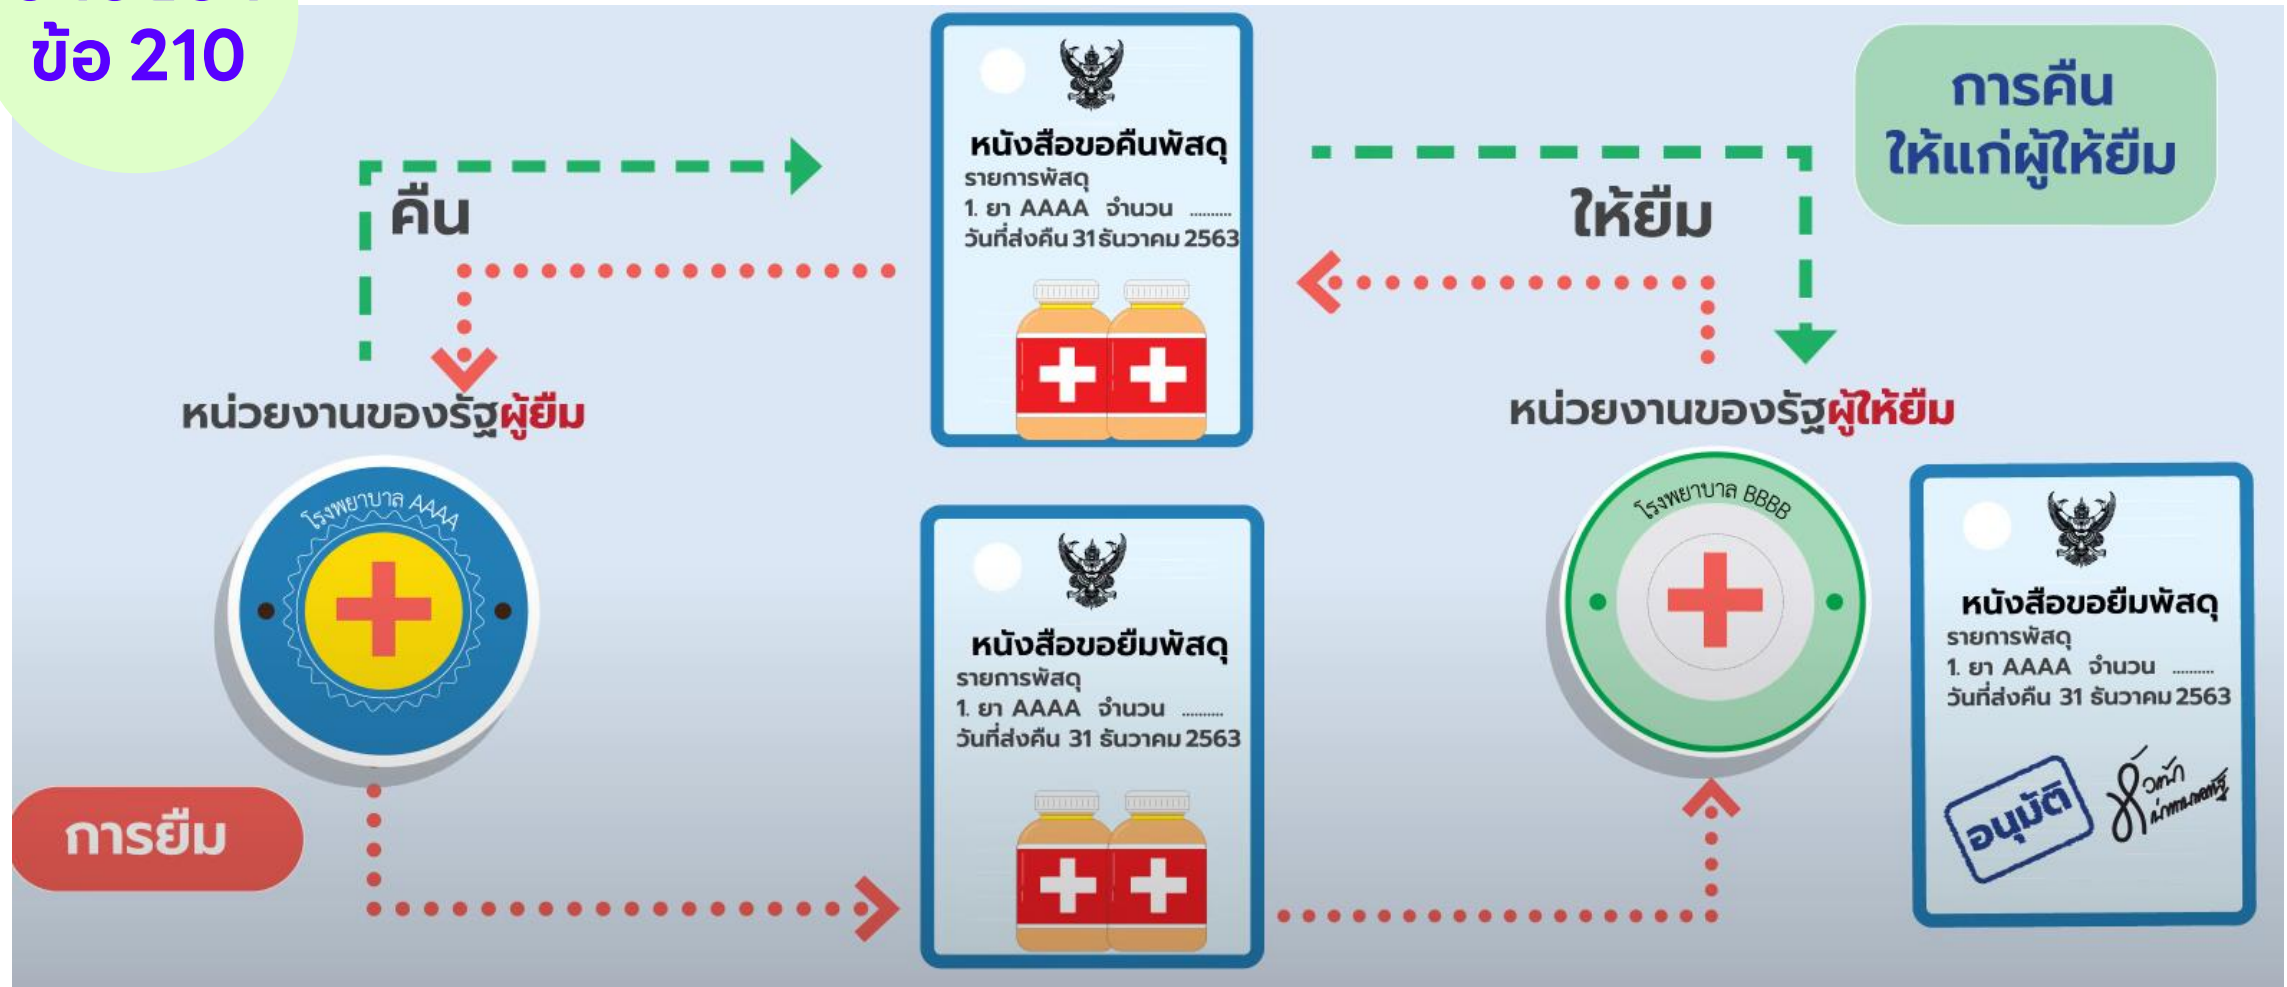 ข้อ 210
การคืน
ให้แก่ผู้ให้ยืม
หนังสือขอคืนพัสดุ
รายการพัสดุ
1. ยา AAAA จำนวน ..........
วันที่ส่งคืน 31 ธันวาคม 2563
คืน
ให้ยืม
หน่วยงานของรัฐผู้ยืม
หน่วยงานของรัฐผู้ให้ยืม
โรงพยาบาล AAAA
โรงพยาบาล BBBB
หนังสือขอยืมพัสดุ
รายการพัสดุ
1. ยา AAAA จำนวน ..........
วันที่ส่งคืน 31 ธันวาคม 2563
หนังสือขอยืมพัสดุ
รายการพัสดุ
1. ยา AAAA จำนวน ..........
วันที่ส่งคืน 31 ธันวาคม 2563
อนุมัติ
การยืม